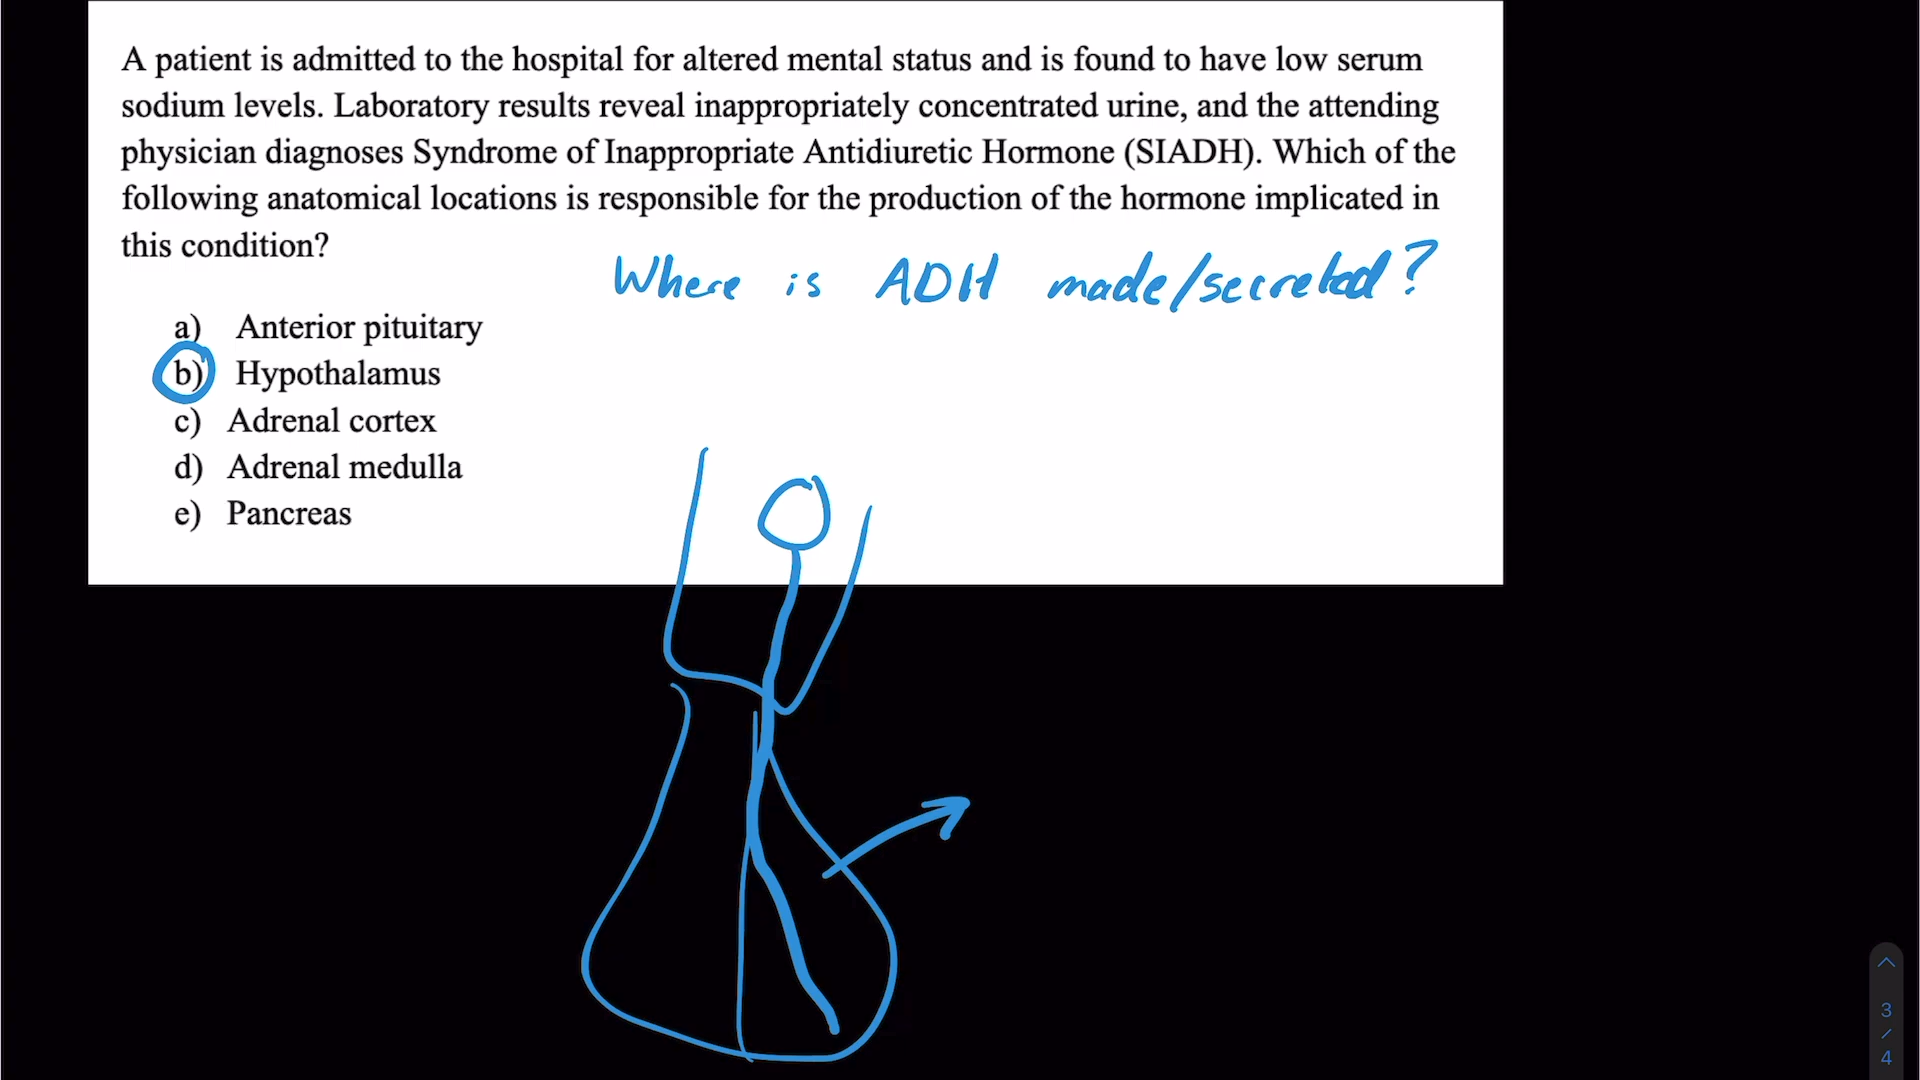 A patient is admitted to the hospital for altered mental status and is found to have low serum
sodium levels. Laboratory results reveal inappropriately concentrated urine, and the attending
physician diagnoses Syndrome of Inappropriate Antidiuretic Hormone (SIADH). Which of the
following anatomical locations is responsible for the production of the hormone implicated in
this condition?
Where is ADH made/secreted?
a) Anterior pituitary
b) Hypothalamus
c) Adrenal cortex
d) Adrenal medulla
e) Pancreas
3
/
4